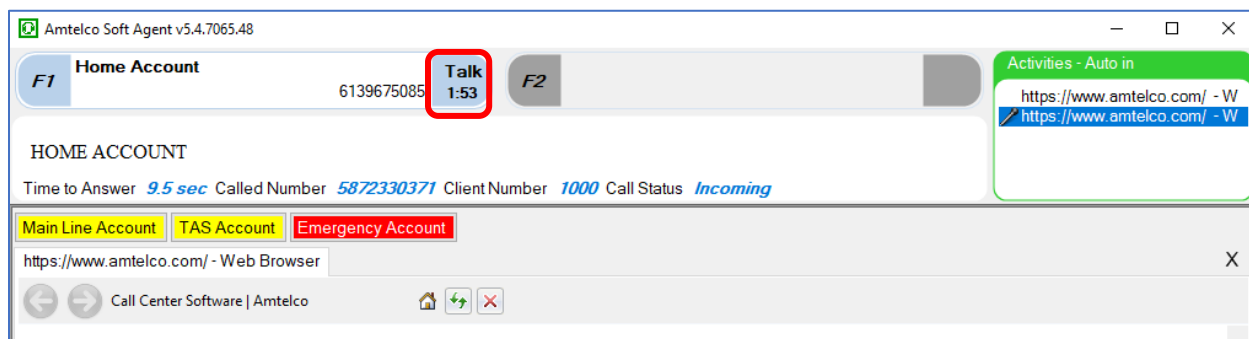 Amtelco Soft Agent v5.4.7065.48
F1 Home Account 6139675085 Talk 1:53
F2
Activities - Auto in
https://www.amtelco.com/ - W
https://www.amtelco.com/ - W
HOME ACCOUNT
Time to Answer 9.5 sec Called Number 5872330371 Client Number 1000 Call Status Incoming
Main Line Account TAS Account Emergency Account
https://www.amtelco.com/ - Web Browser X
Call Center Software | Amtelco